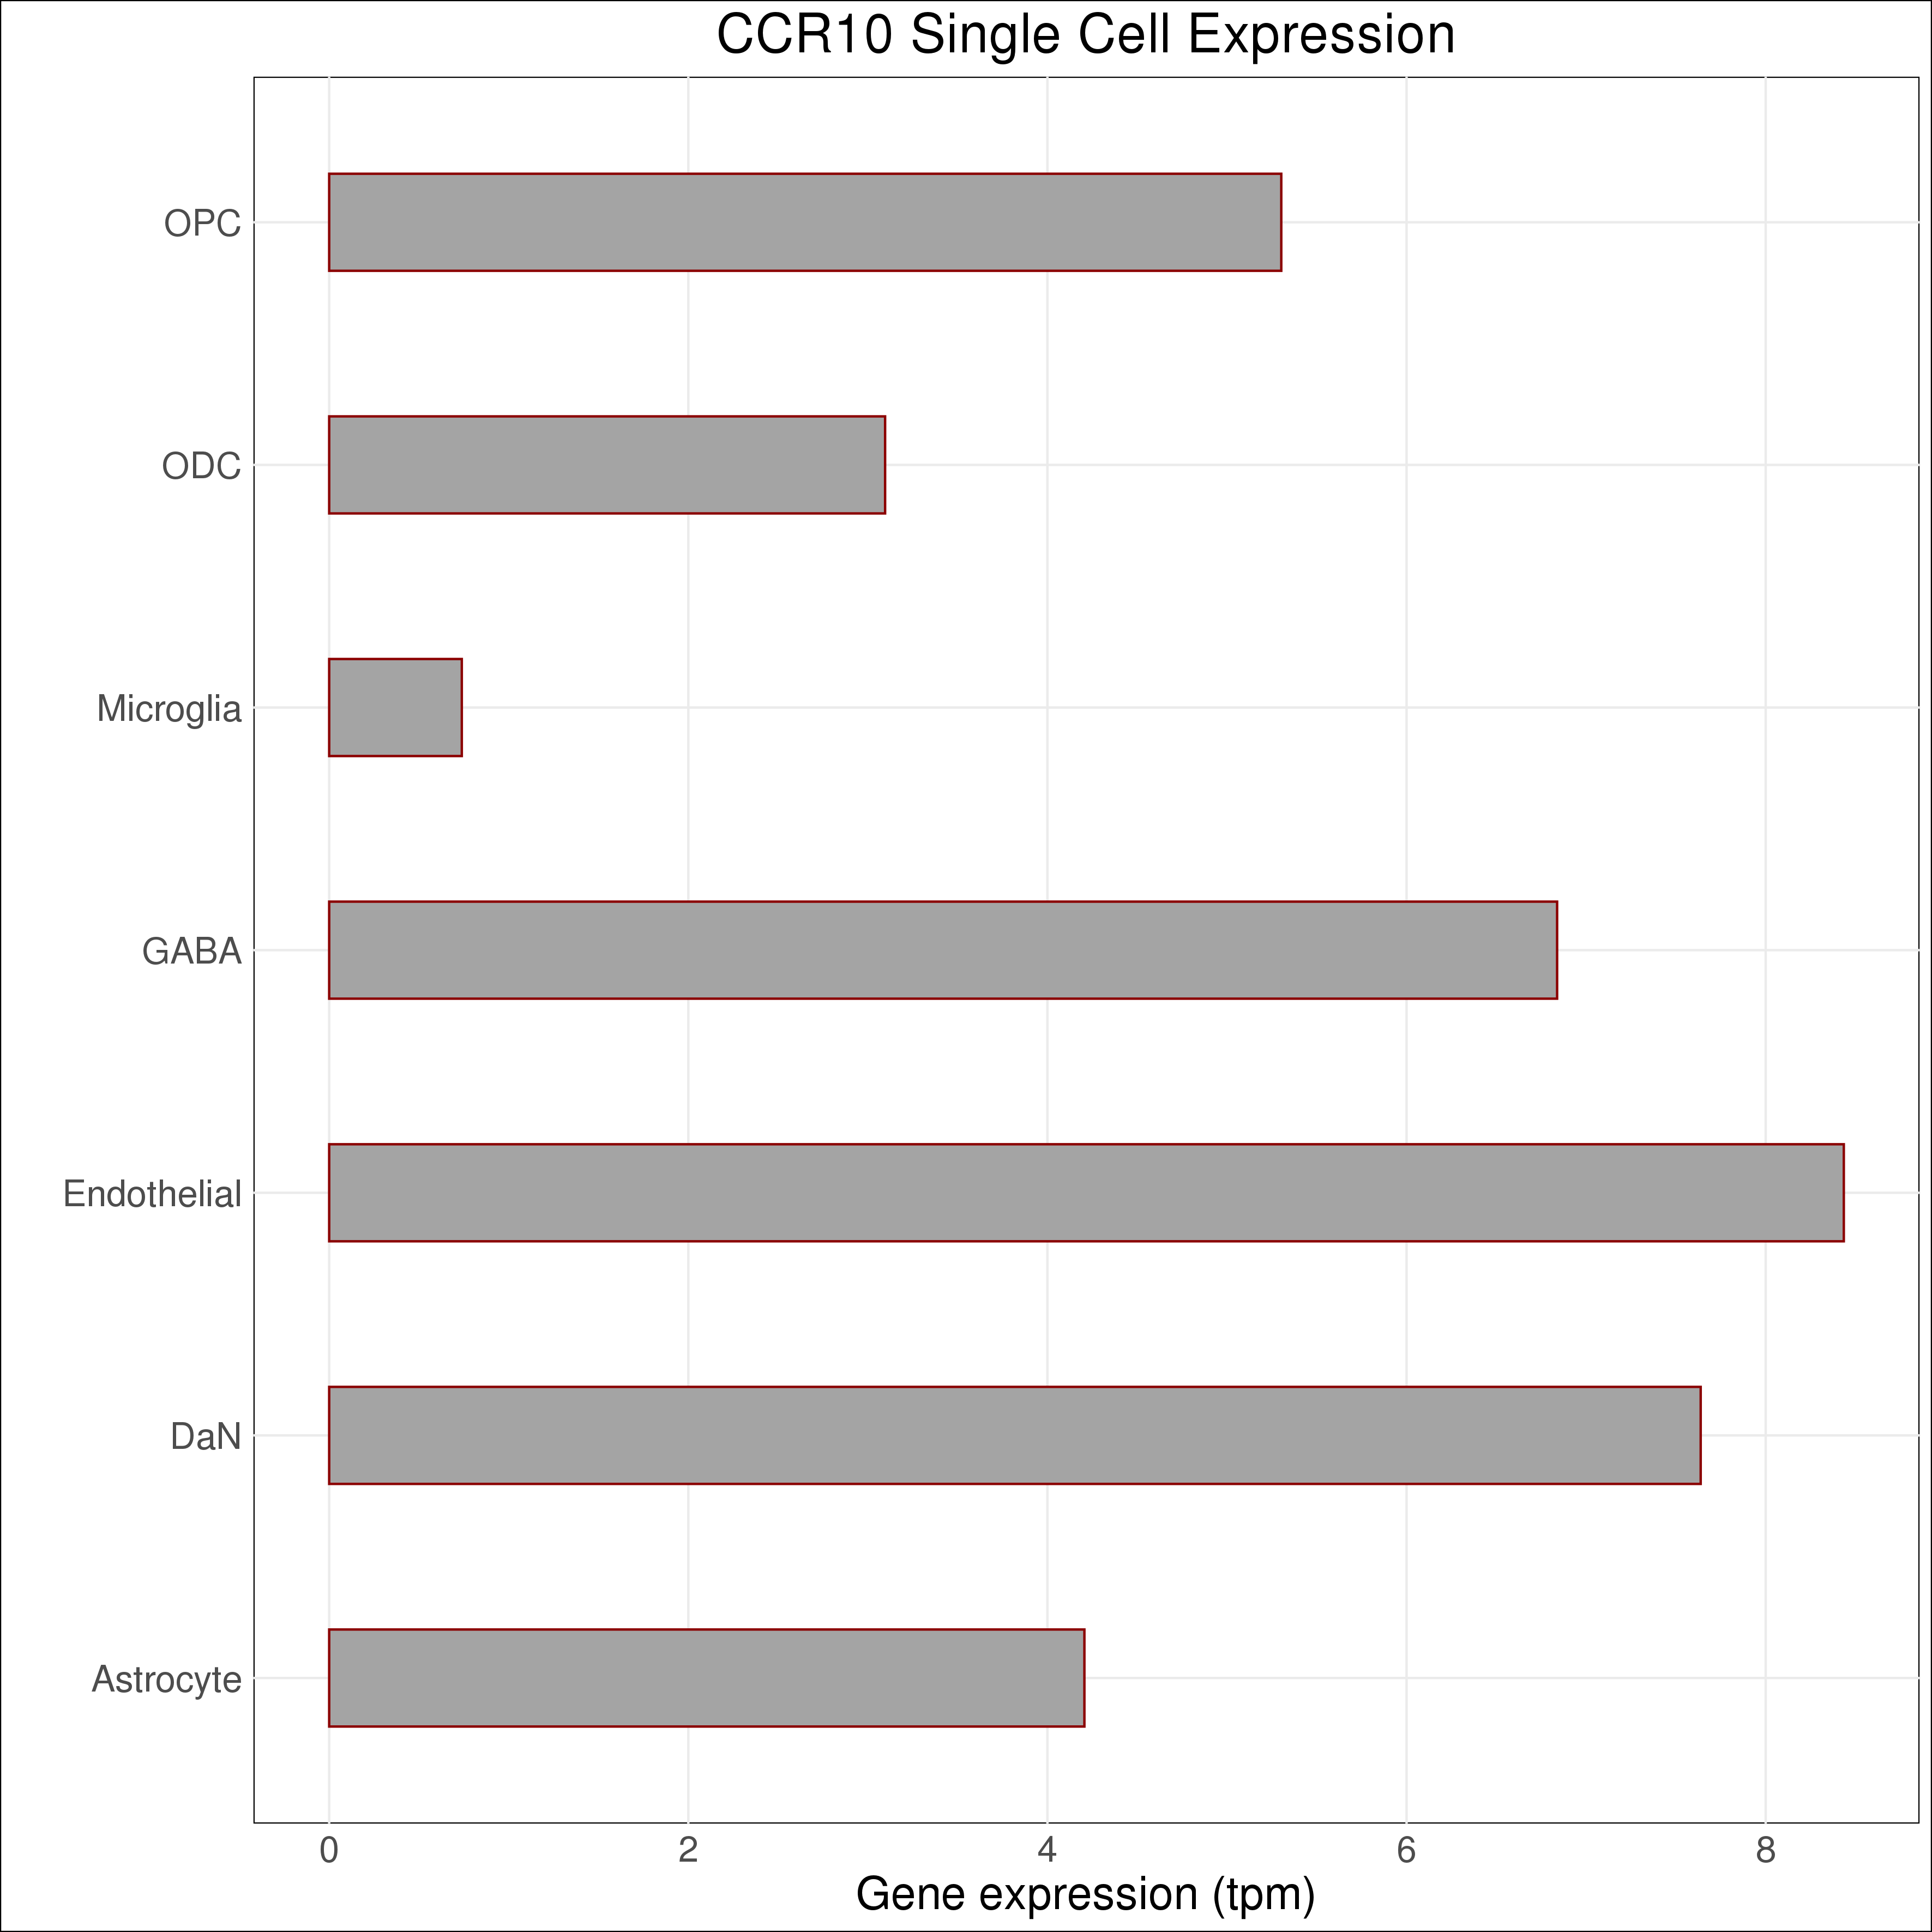 CCR10 Single Cell Expression
OPC
ODC
Microglia
GABA
Endothelial
DaN
Astrocyte
0 2 4 6 8
Gene expression (tpm)